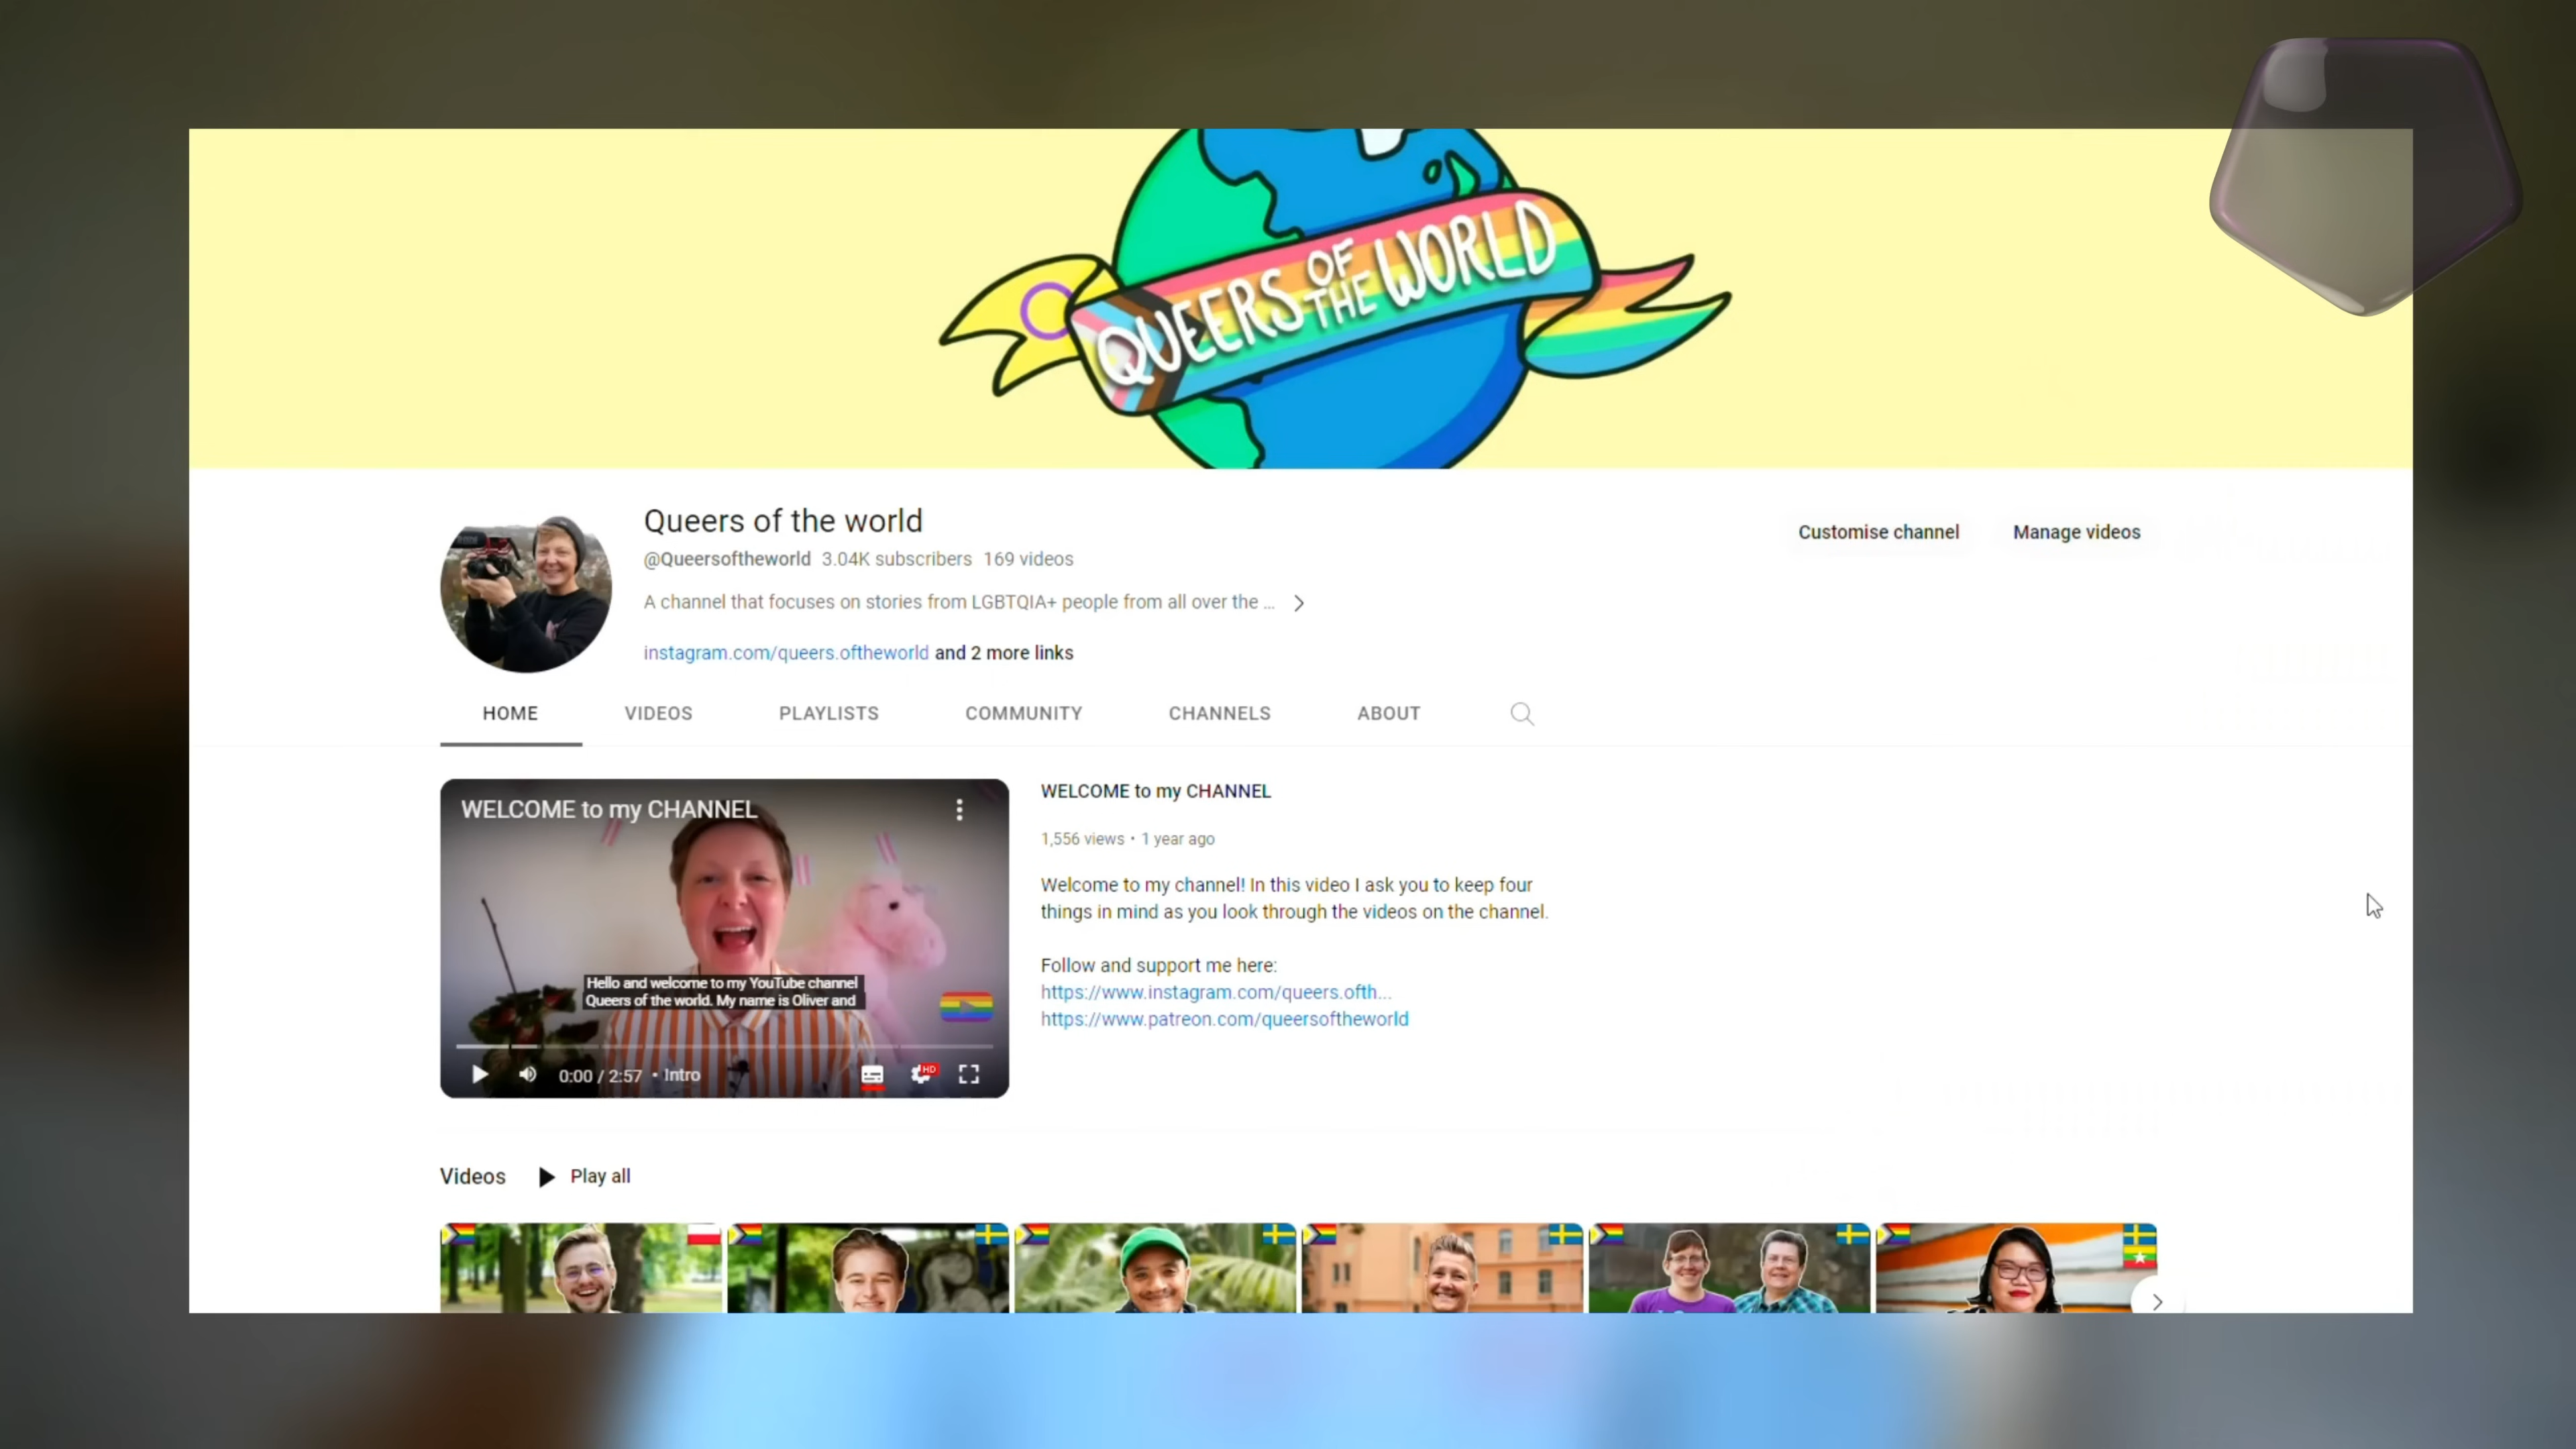 QUEERS OF THE WORLD
Queers of the world
@Queersoftheworld 3.04K subscribers 169 videos
A channel that focuses on stories from LGBTQIA+ people from all over the ...
instagram.com/queers.oftheworld and 2 more links
Customise channel Manage videos
HOME VIDEOS PLAYLISTS COMMUNITY CHANNELS ABOUT
WELCOME to my CHANNEL
Hello and welcome to my YouTube channel
Queers of the world. My name is Oliver and
0:00 / 2:57 • Intro
HD
WELCOME to my CHANNEL
1,556 views • 1 year ago
Welcome to my channel! In this video I ask you to keep four
things in mind as you look through the videos on the channel.
Follow and support me here:
https://www.instagram.com/queers.ofth...
https://www.patreon.com/queersoftheworld
Videos Play all